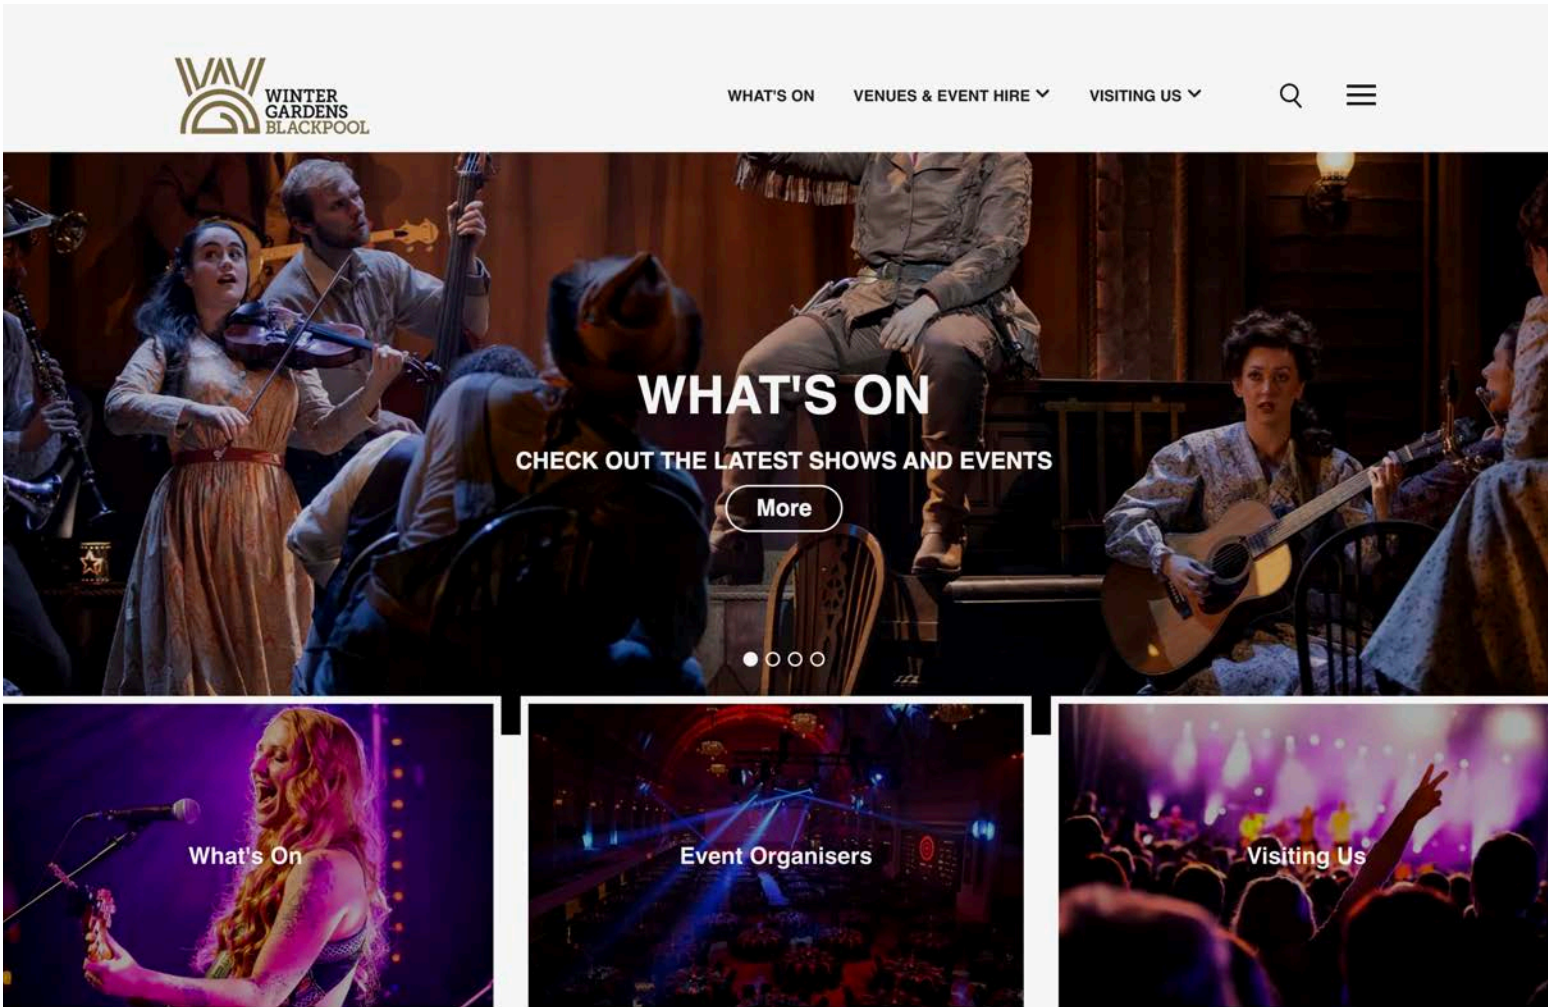 WINTER
GARDENS
BLACKPOOL
WHAT'S ON
VENUES & EVENT HIRE
VISITING US
WHAT'S ON
CHECK OUT THE LATEST SHOWS AND EVENTS
More
What's On
Event Organisers
Visiting Us